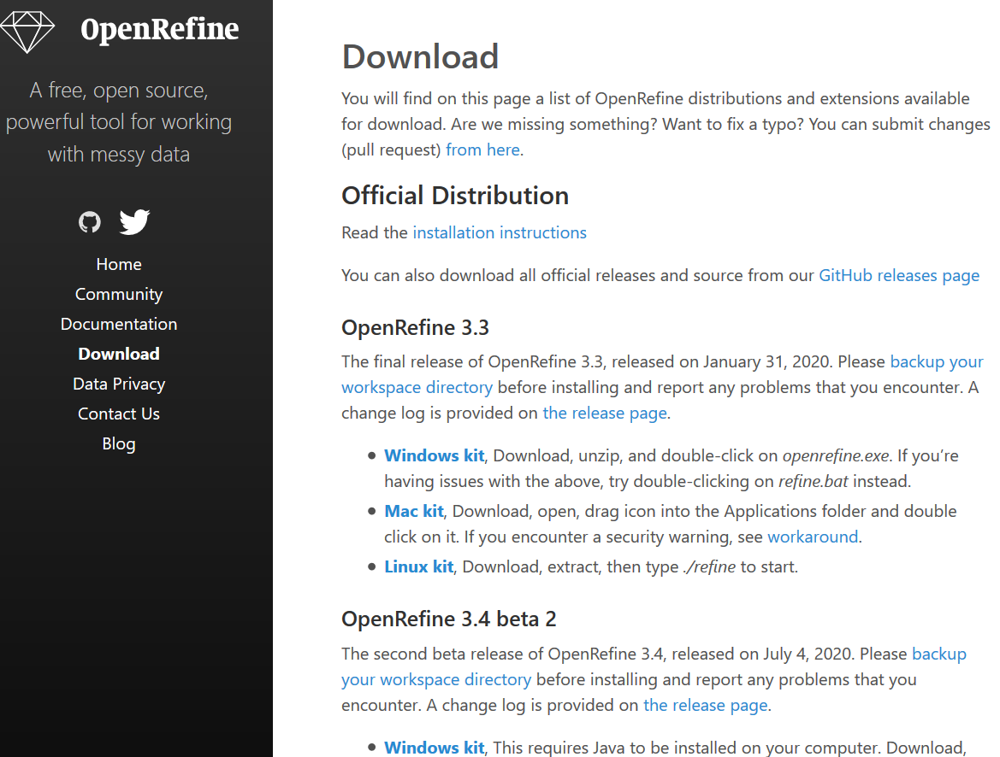 OpenRefine
A free, open source,
powerful tool for working
with messy data
Home
Community
Documentation
Download
Data Privacy
Contact Us
Blog
Download
You will find on this page a list of OpenRefine distributions and extensions available
for download. Are we missing something? Want to fix a typo? You can submit changes
(pull request) from here.
Official Distribution
Read the installation instructions
You can also download all official releases and source from our GitHub releases page
OpenRefine 3.3
The final release of OpenRefine 3.3, released on January 31, 2020. Please backup your
workspace directory before installing and report any problems that you encounter. A
change log is provided on the release page.
• Windows kit, Download, unzip, and double-click on openrefine.exe. If you’re
having issues with the above, try double-clicking on refine.bat instead.
• Mac kit, Download, open, drag icon into the Applications folder and double
click on it. If you encounter a security warning, see workaround.
• Linux kit, Download, extract, then type ./refine to start.
OpenRefine 3.4 beta 2
The second beta release of OpenRefine 3.4, released on July 4, 2020. Please backup
your workspace directory before installing and report any problems that you
encounter. A change log is provided on the release page.
• Windows kit, This requires Java to be installed on your computer. Download,